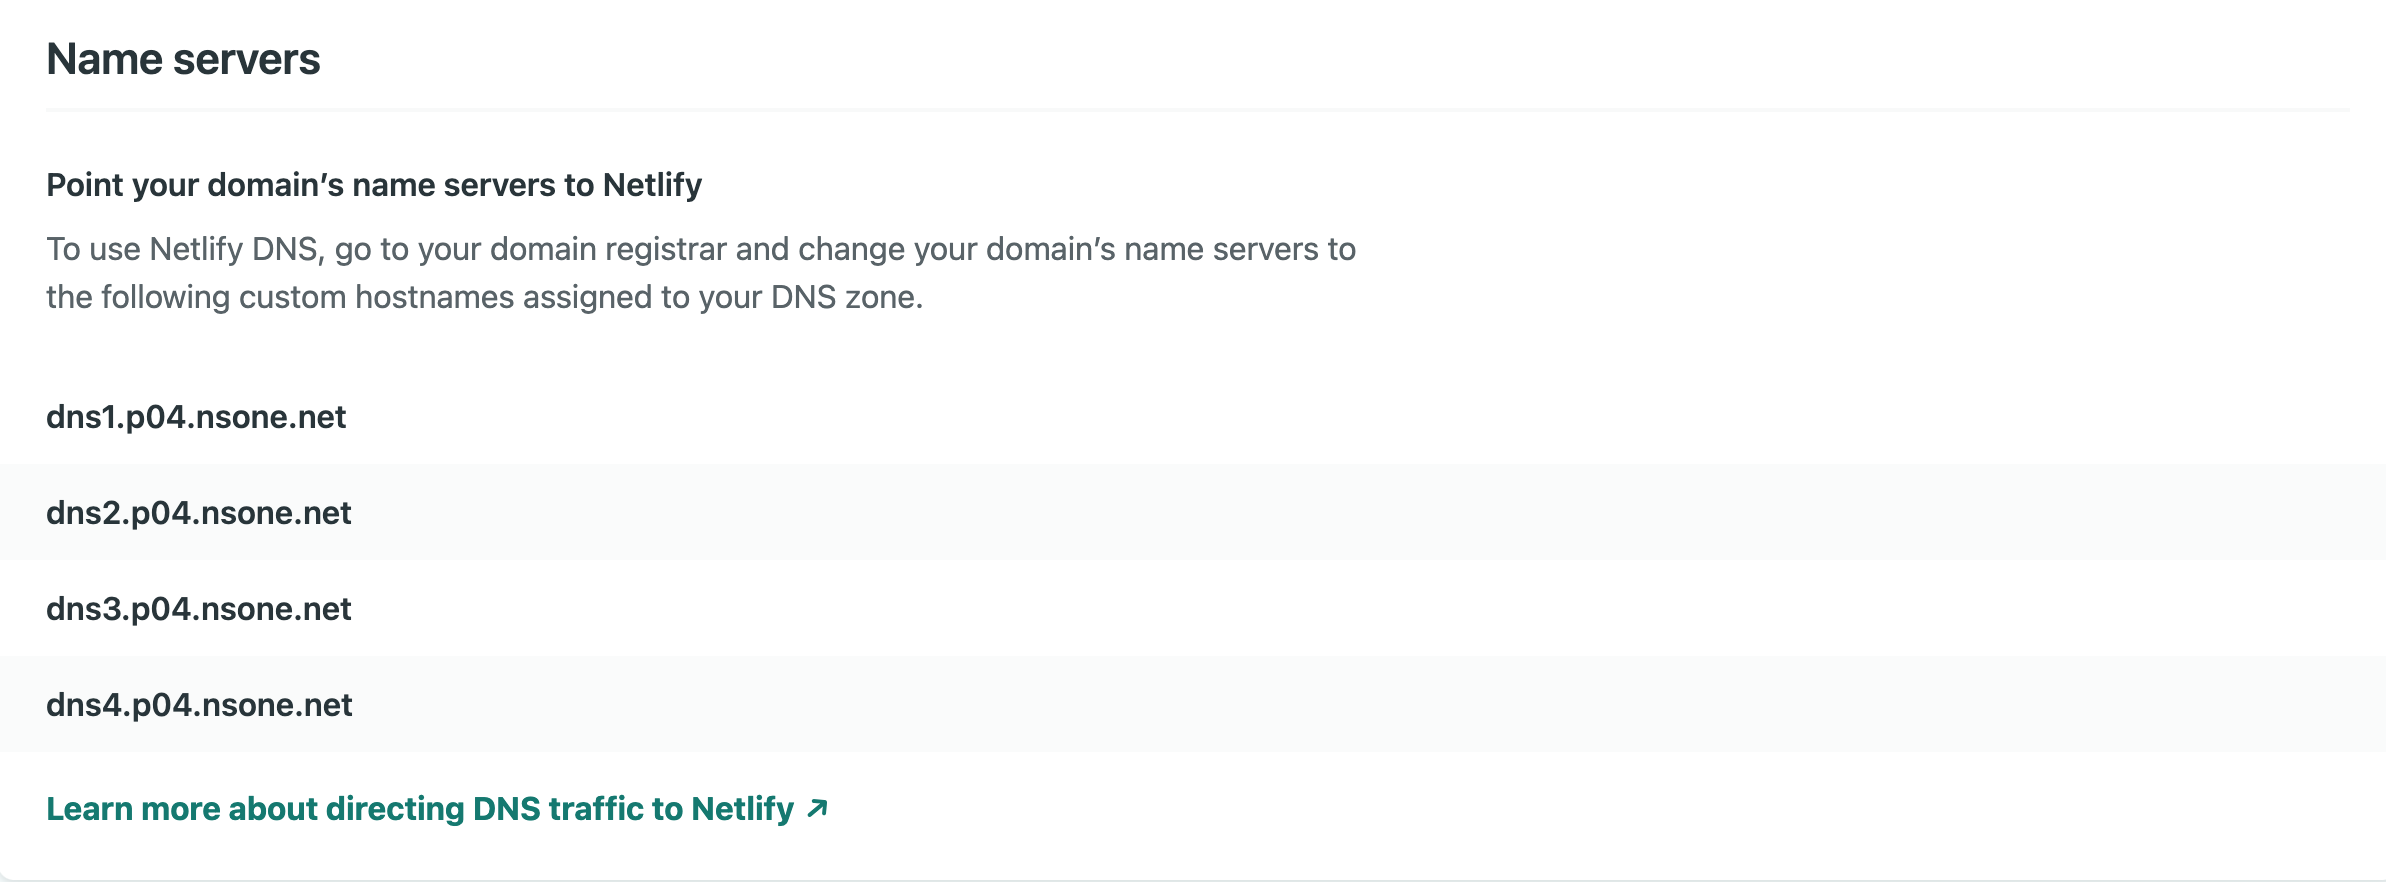 Name servers
Point your domain’s name servers to Netlify
To use Netlify DNS, go to your domain registrar and change your domain’s name servers to
the following custom hostnames assigned to your DNS zone.
dns1.p04.nsone.net
dns2.p04.nsone.net
dns3.p04.nsone.net
dns4.p04.nsone.net
Learn more about directing DNS traffic to Netlify ↗